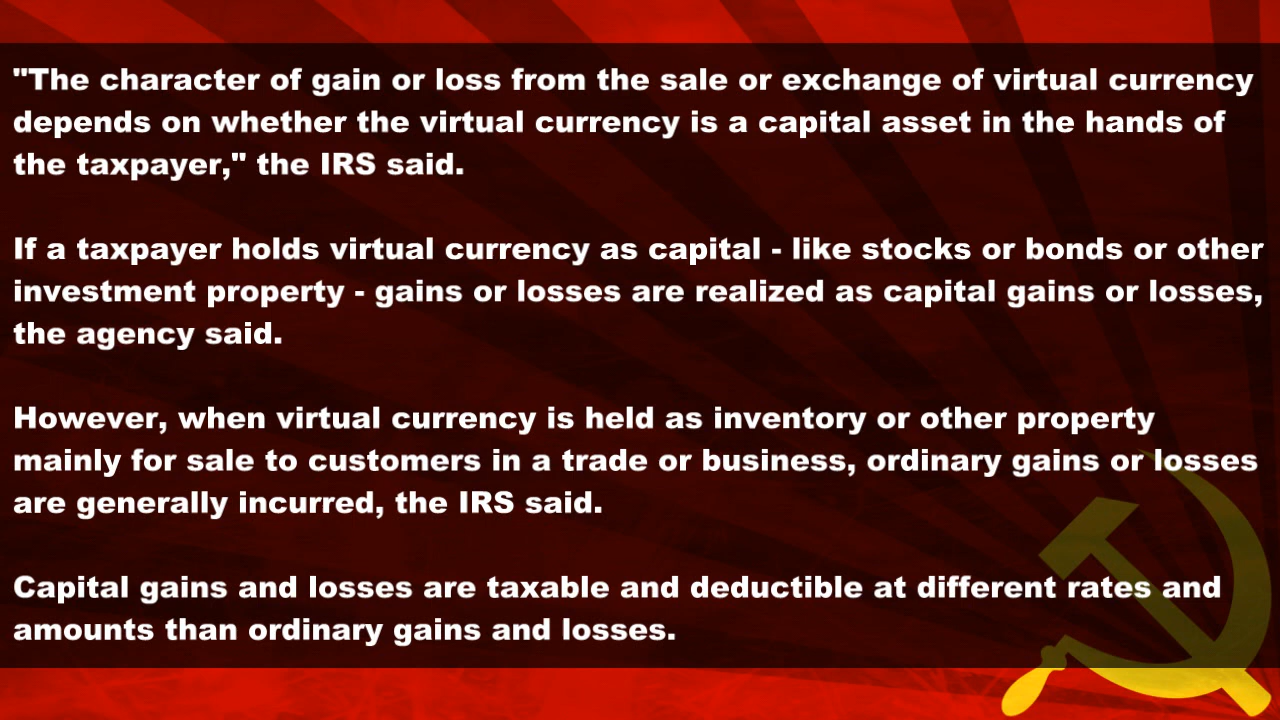 "The character of gain or loss from the sale or exchange of virtual currency
depends on whether the virtual currency is a capital asset in the hands of
the taxpayer," the IRS said.
If a taxpayer holds virtual currency as capital - like stocks or bonds or other
investment property - gains or losses are realized as capital gains or losses,
the agency said.
However, when virtual currency is held as inventory or other property
mainly for sale to customers in a trade or business, ordinary gains or losses
are generally incurred, the IRS said.
Capital gains and losses are taxable and deductible at different rates and
amounts than ordinary gains and losses.